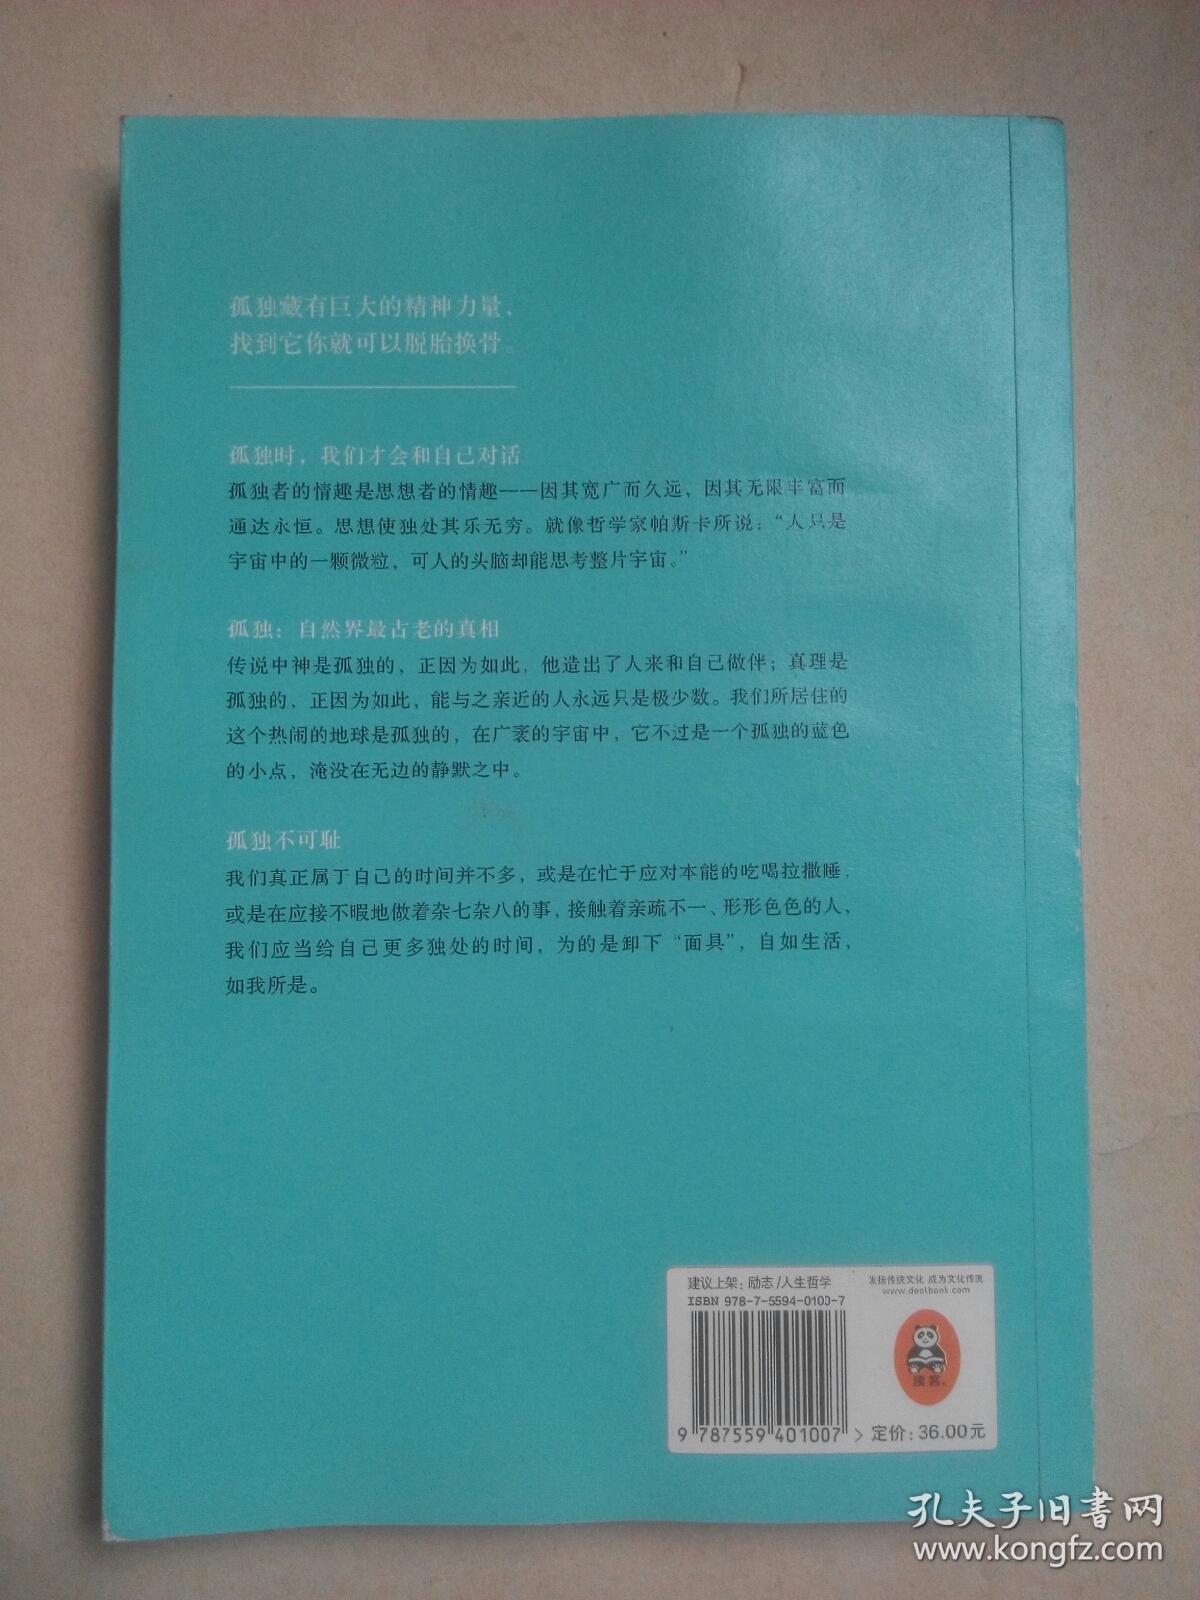 孤独藏有巨大的精神力量，
找到它你就可以脱胎换骨。
孤独时，我们才会和自己对话
孤独者的情趣是思想者的情趣——因其宽广而久远，因其无限丰富而
通达永恒。思想使独处其乐无穷。就像哲学家帕斯卡所说：“人只是
宇宙中的一颗微粒，可人的头脑却能思考整片宇宙。”
孤独：自然界最古老的真相
传说中神是孤独的，正因为如此，他造出了人来和自己做伴；真理是
孤独的，正因为如此，能与之亲近的人永远只是极少数。我们所居住的
这个热闹的地球是孤独的，在广袤的宇宙中，它不过是一个孤独的蓝色
的小点，淹没在无边的静默之中。
孤独不可耻
我们真正属于自己的时间并不多，或是在忙于应对本能的吃喝拉撒睡，
或是在应接不暇地做着杂七杂八的事，接触着亲疏不一、形形色色的人，
我们应当给自己更多独处的时间，为的是卸下“面具”，自如生活，
如我所是。
建议上架：励志/人生哲学
ISBN 978-7-5594-0100-7
9 787559 401007 >
发扬传统文化 成为文化传统
www.dootbook.com
读客®
定价：36.00元
孔夫子旧书网
www.kongfz.com